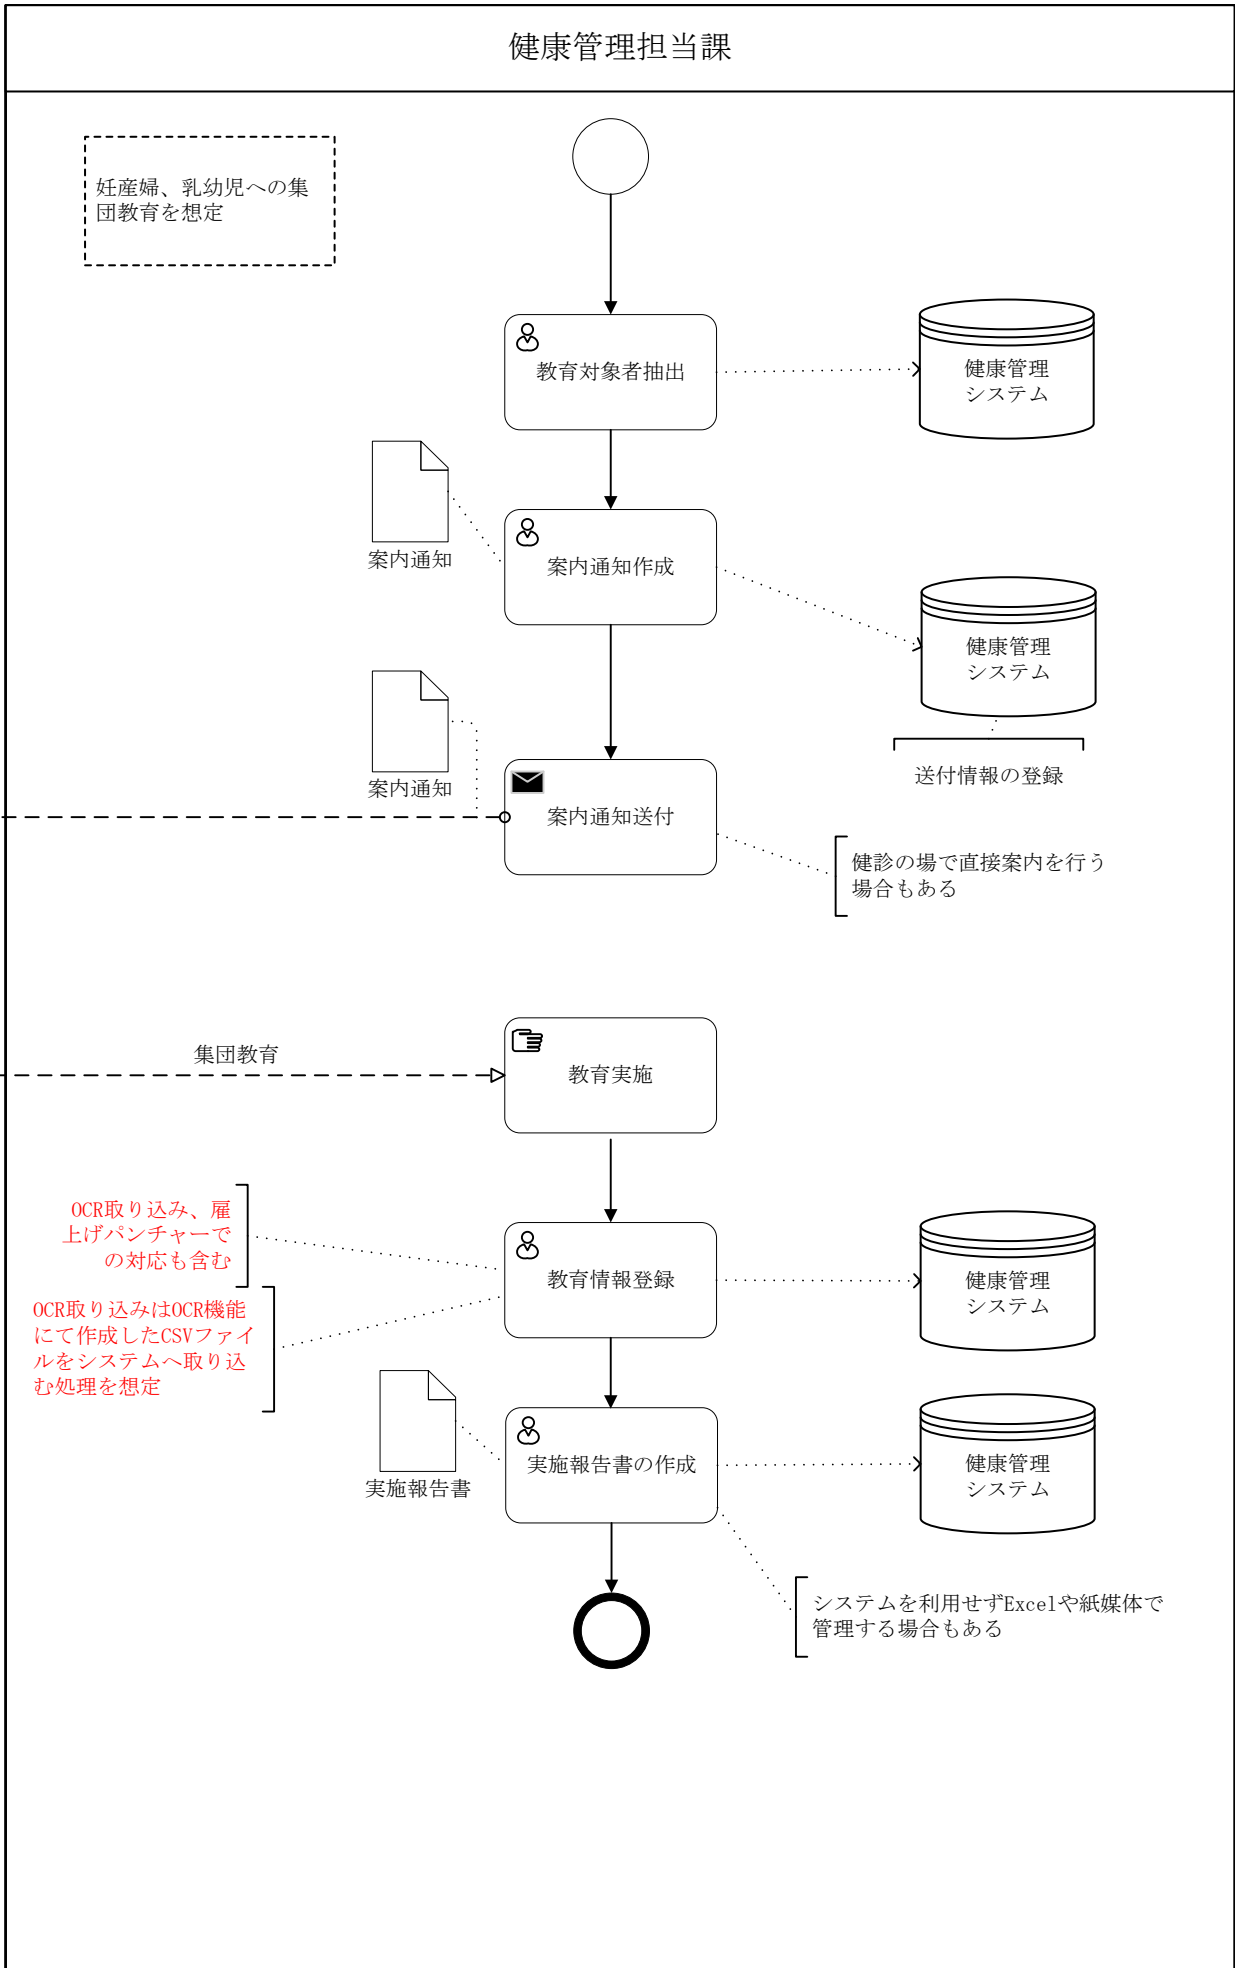 健康管理担当課
妊産婦、乳幼児への集
団教育を想定
教育対象者抽出
健康管理
システム
案内通知
案内通知作成
健康管理
システム
送付情報の登録
案内通知
案内通知送付
健診の場で直接案内を行う
場合もある
集団教育
教育実施
OCR取り込み、雇
上げパンチャーで
の対応も含む
教育情報登録
健康管理
システム
OCR取り込みはOCR機能
にて作成したCSVファイ
ルをシステムへ取り込
む処理を想定
実施報告書
実施報告書の作成
健康管理
システム
システムを利用せずExcelや紙媒体で
管理する場合もある